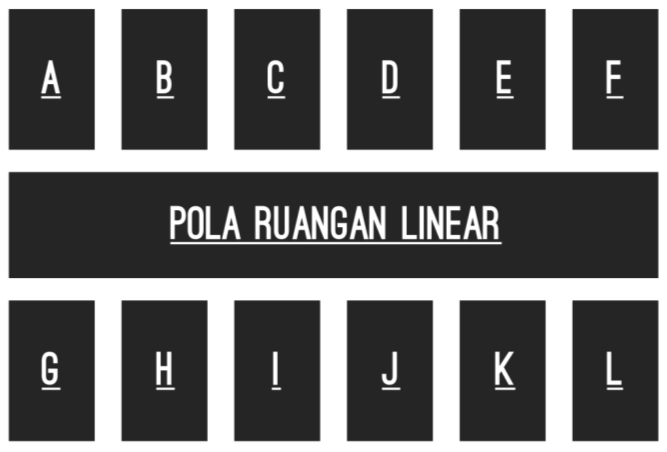 A B C D E F
POLA RUANGAN LINEAR
G H I J K L